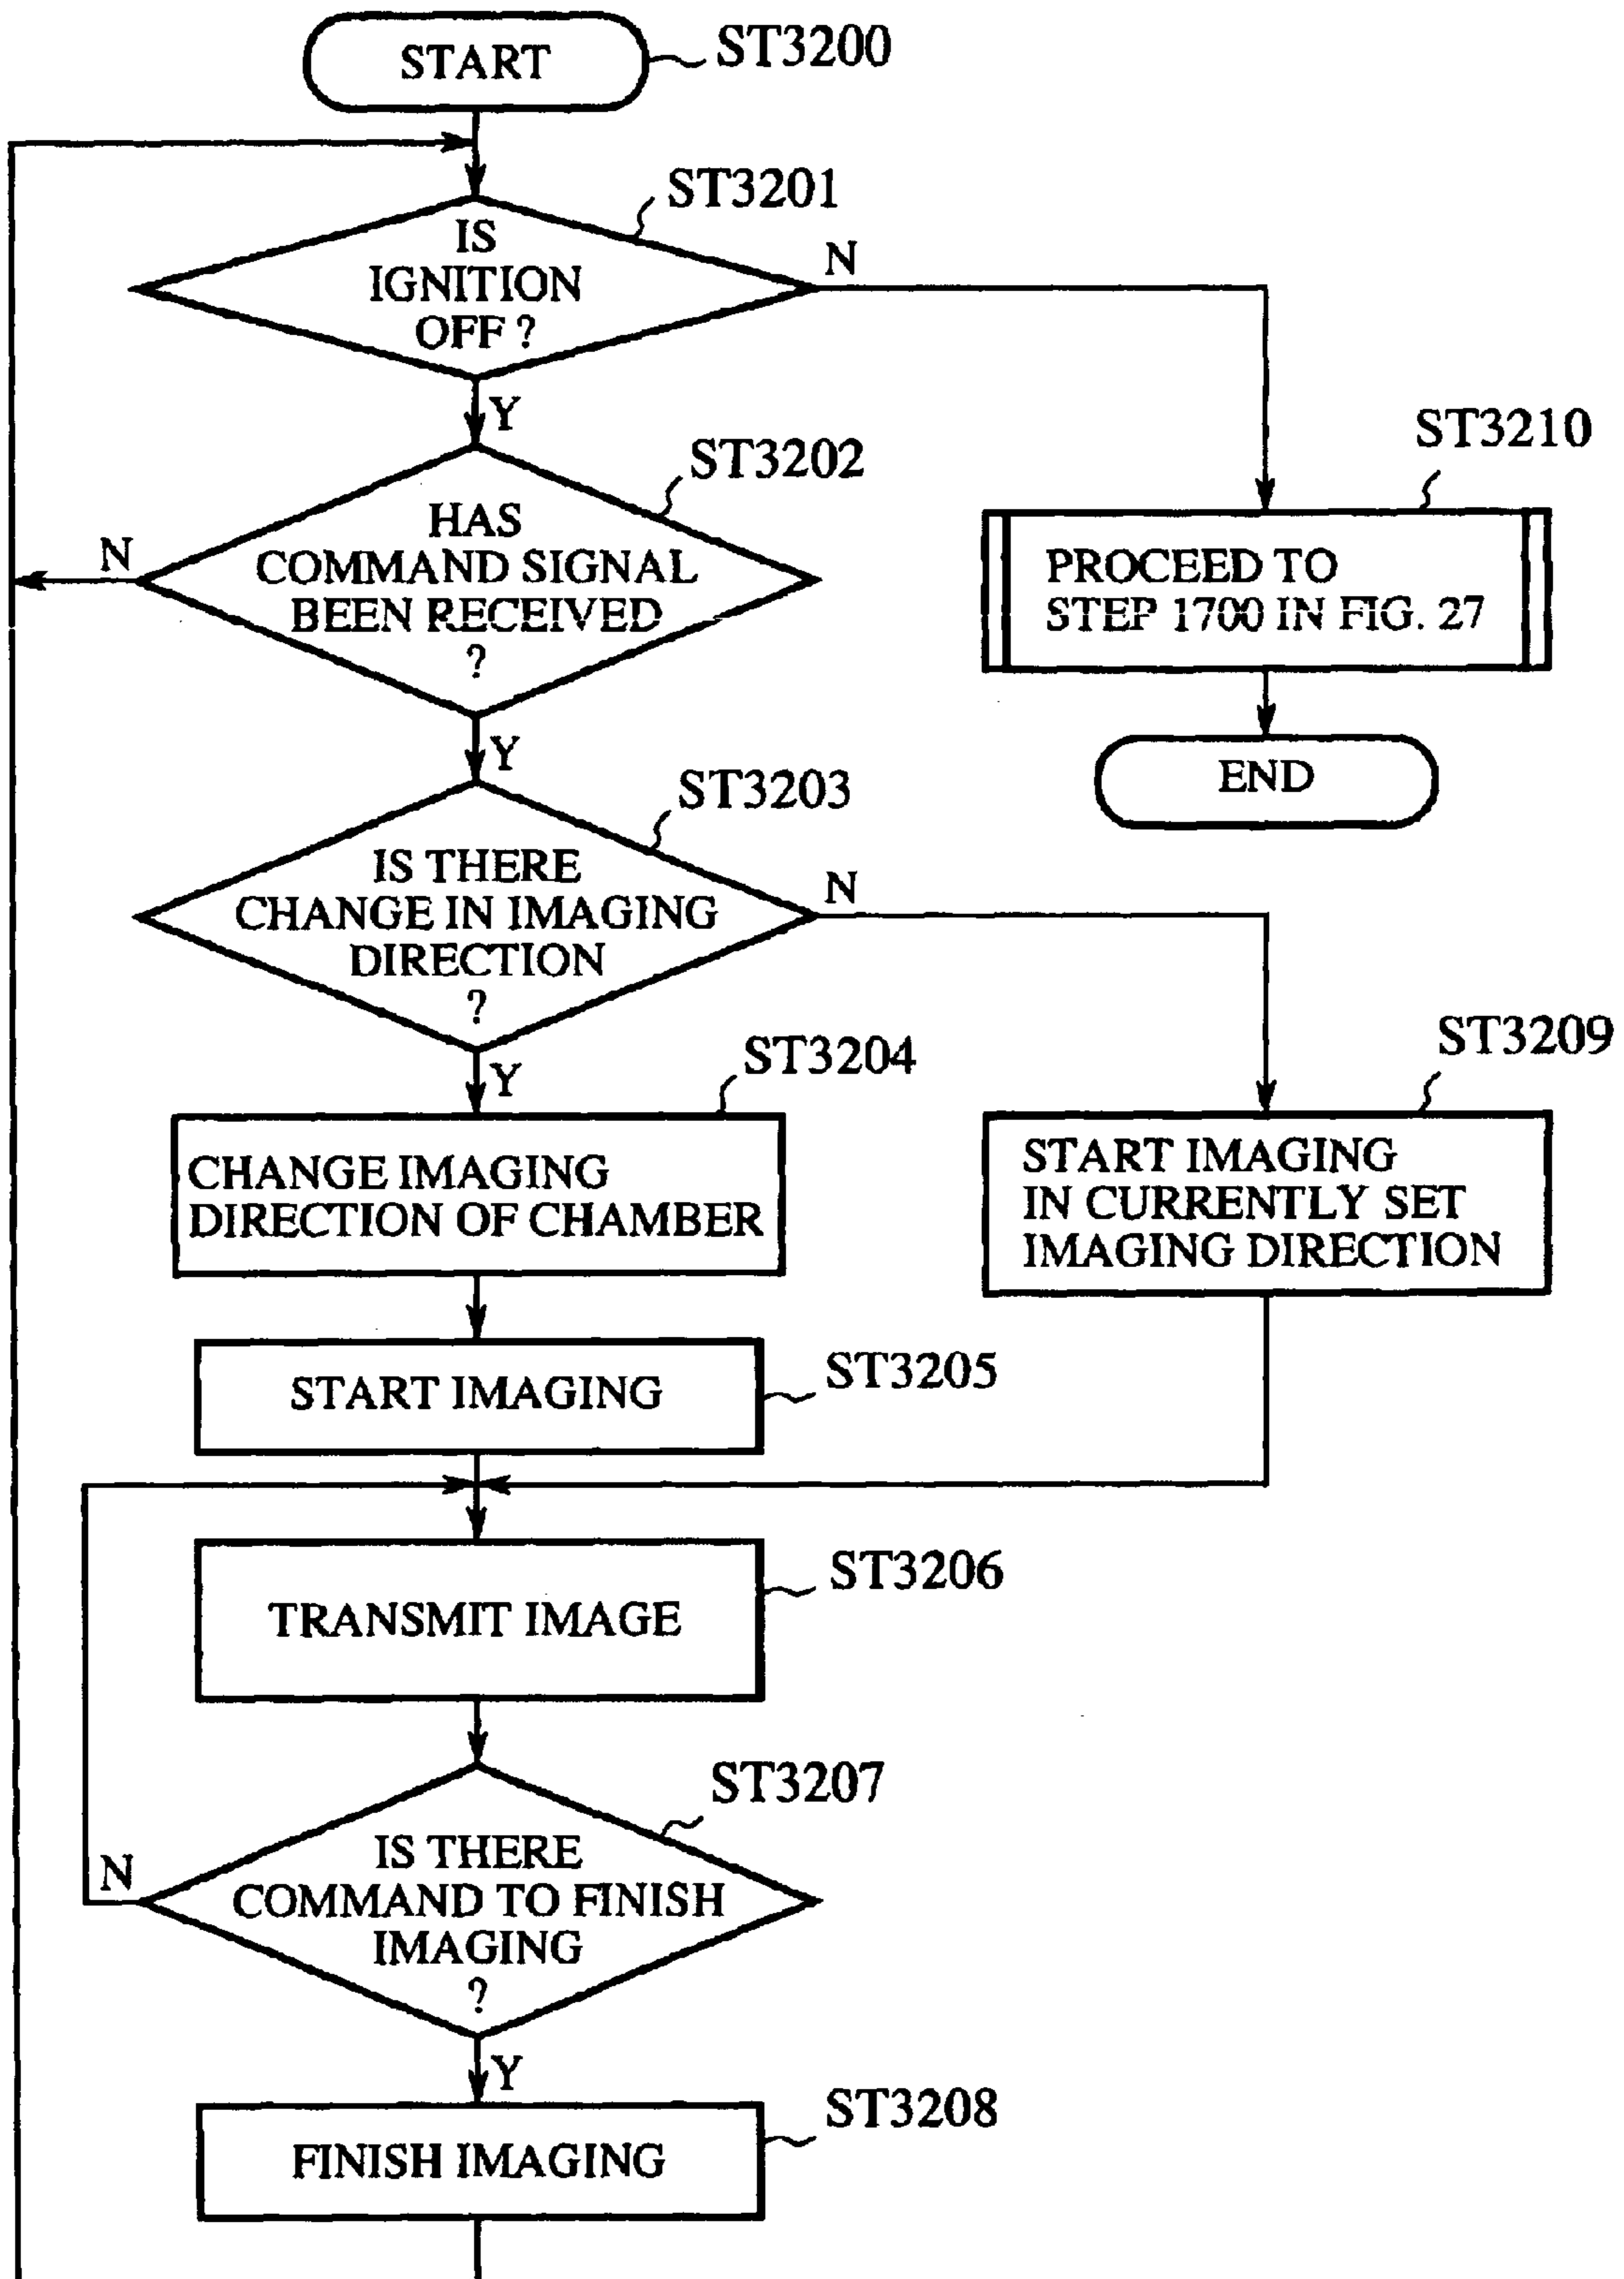 START
ST3200
ST3201
IS
IGNITION
OFF ?
N
Y
ST3202
HAS
COMMAND SIGNAL
BEEN RECEIVED
?
N
ST3210
PROCEED TO
STEP 1700 IN FIG. 27
END
Y
ST3203
IS THERE
CHANGE IN IMAGING
DIRECTION
?
N
Y
ST3204
CHANGE IMAGING
DIRECTION OF CHAMBER
ST3209
START IMAGING
IN CURRENTLY SET
IMAGING DIRECTION
START IMAGING
ST3205
TRANSMIT IMAGE
ST3206
ST3207
IS THERE
COMMAND TO FINISH
IMAGING
?
N
Y
ST3208
FINISH IMAGING